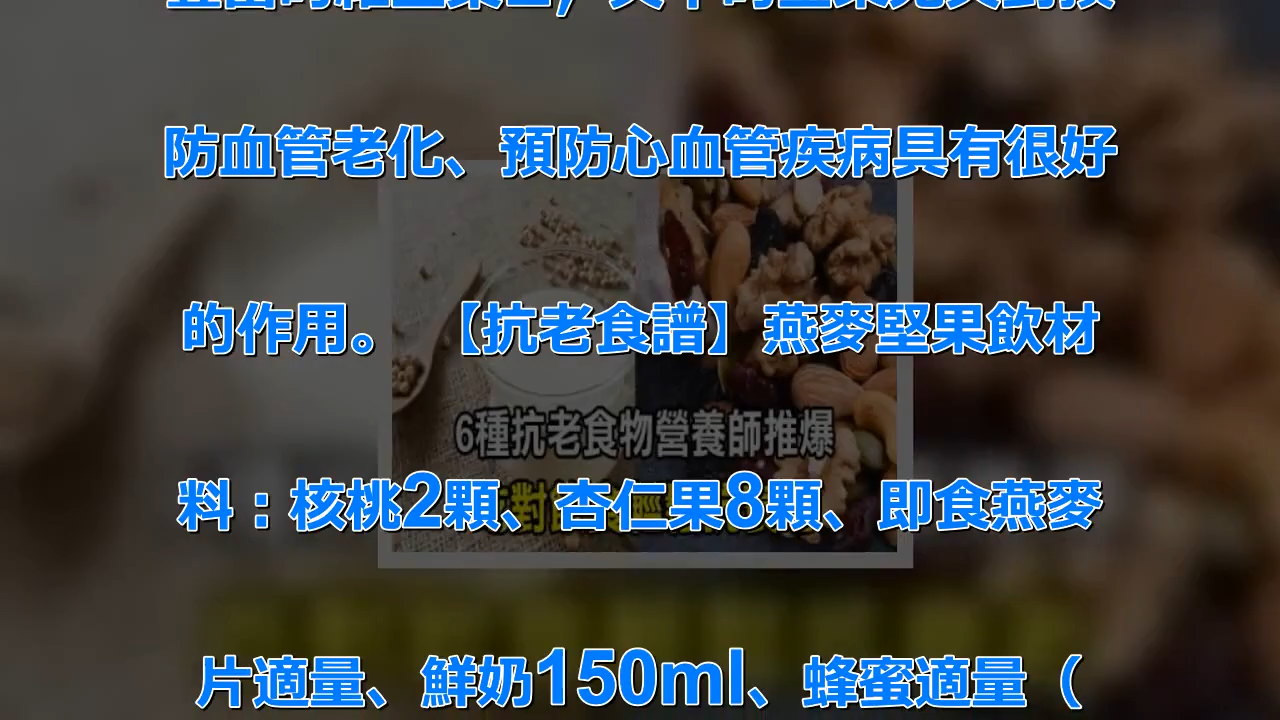 防血管老化、預防心血管疾病具有很好
的作用。 【抗老食譜】燕麥堅果飲材
6種抗老食物營養師推爆
料：核桃2顆、杏仁果8顆、即食燕麥
片適量、鮮奶150ml、蜂蜜適量（